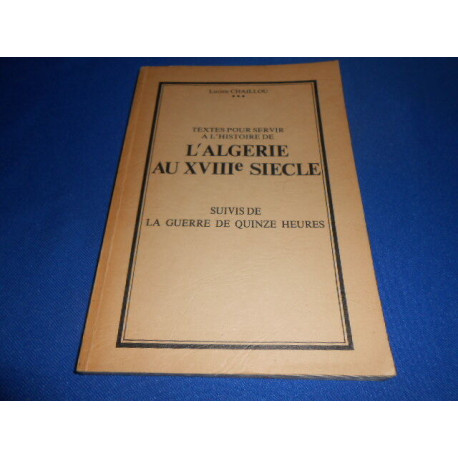 Lucien CHAILLOU
***
TEXTES POUR SERVIR
A L'HISTOIRE DE
L'ALGERIE
AU XVIIIe SIECLE
SUIVIS DE
LA GUERRE DE QUINZE HEURES